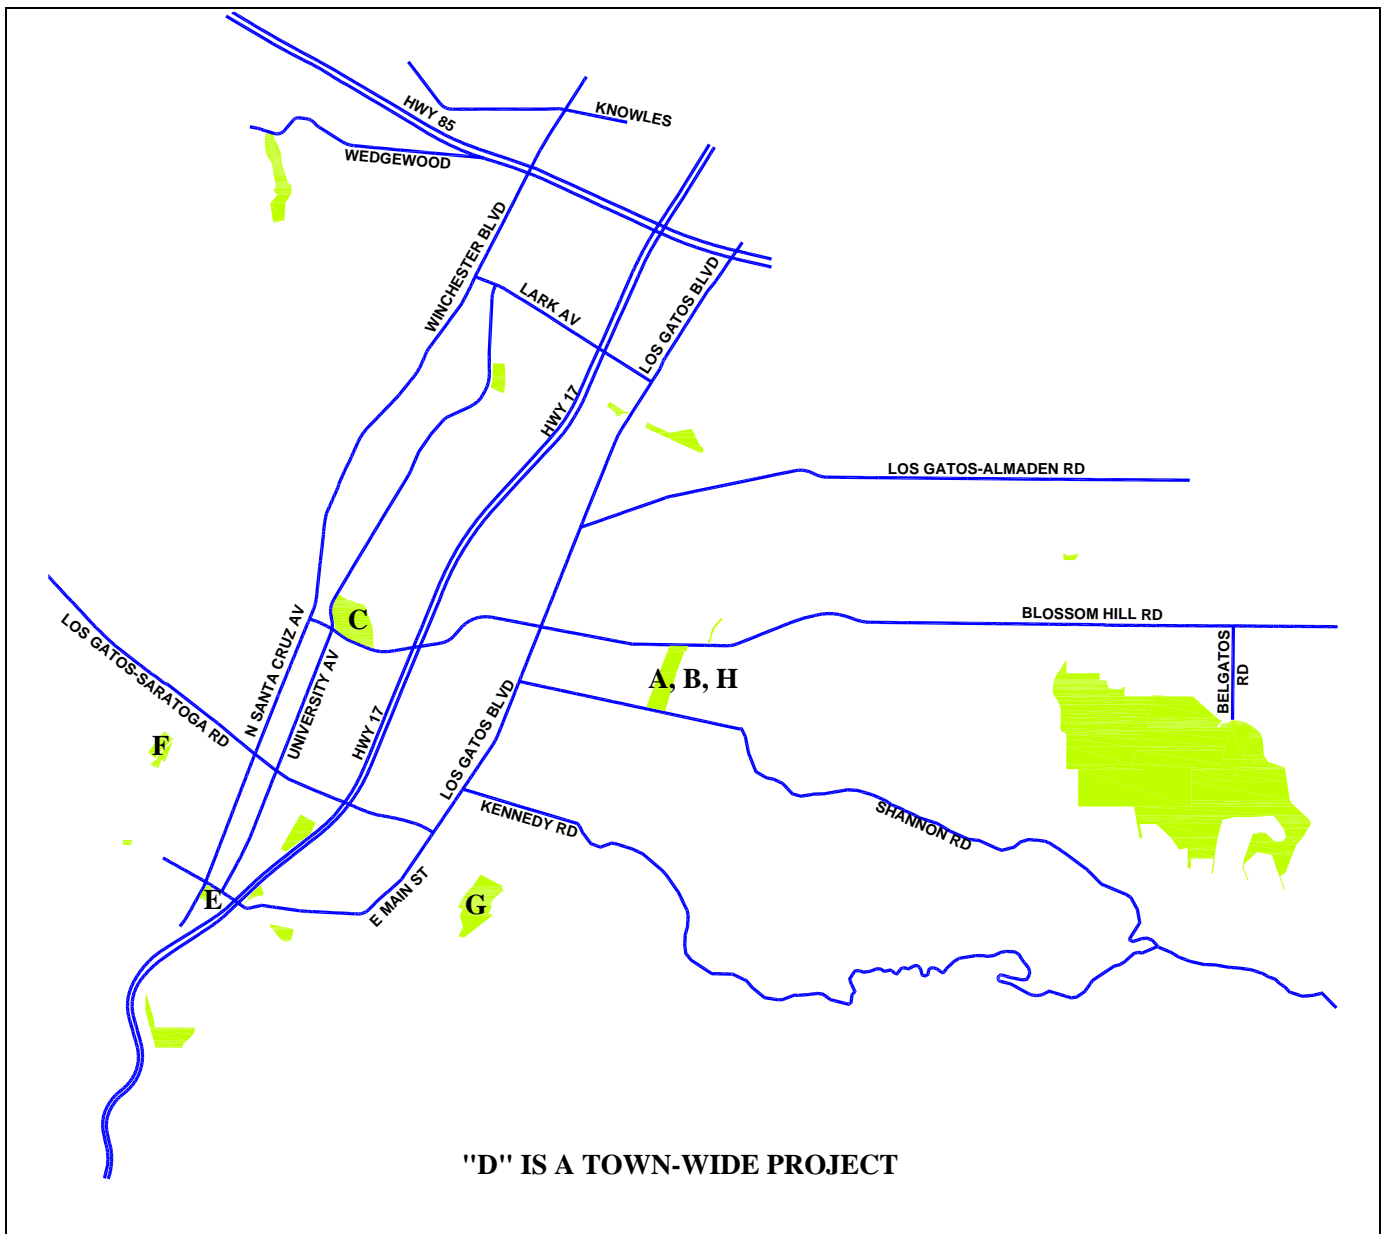 KNOWLES
HWY 85
WEDGEWOOD
WINCHESTER BLVD
LARK AV
LOS GATOS BLVD
HWY 17
LOS GATOS-ALMADEN RD
C
BLOSSOM HILL RD
LOS GATOS-SARATOGA RD
N SANTA CRUZ AV
UNIVERSITY AV
BELGATOS
RD
A, B, H
F
HWY 17
LOS GATOS BLVD
KENNEDY RD
SHANNON RD
E
E MAIN ST
G
"D" IS A TOWN-WIDE PROJECT